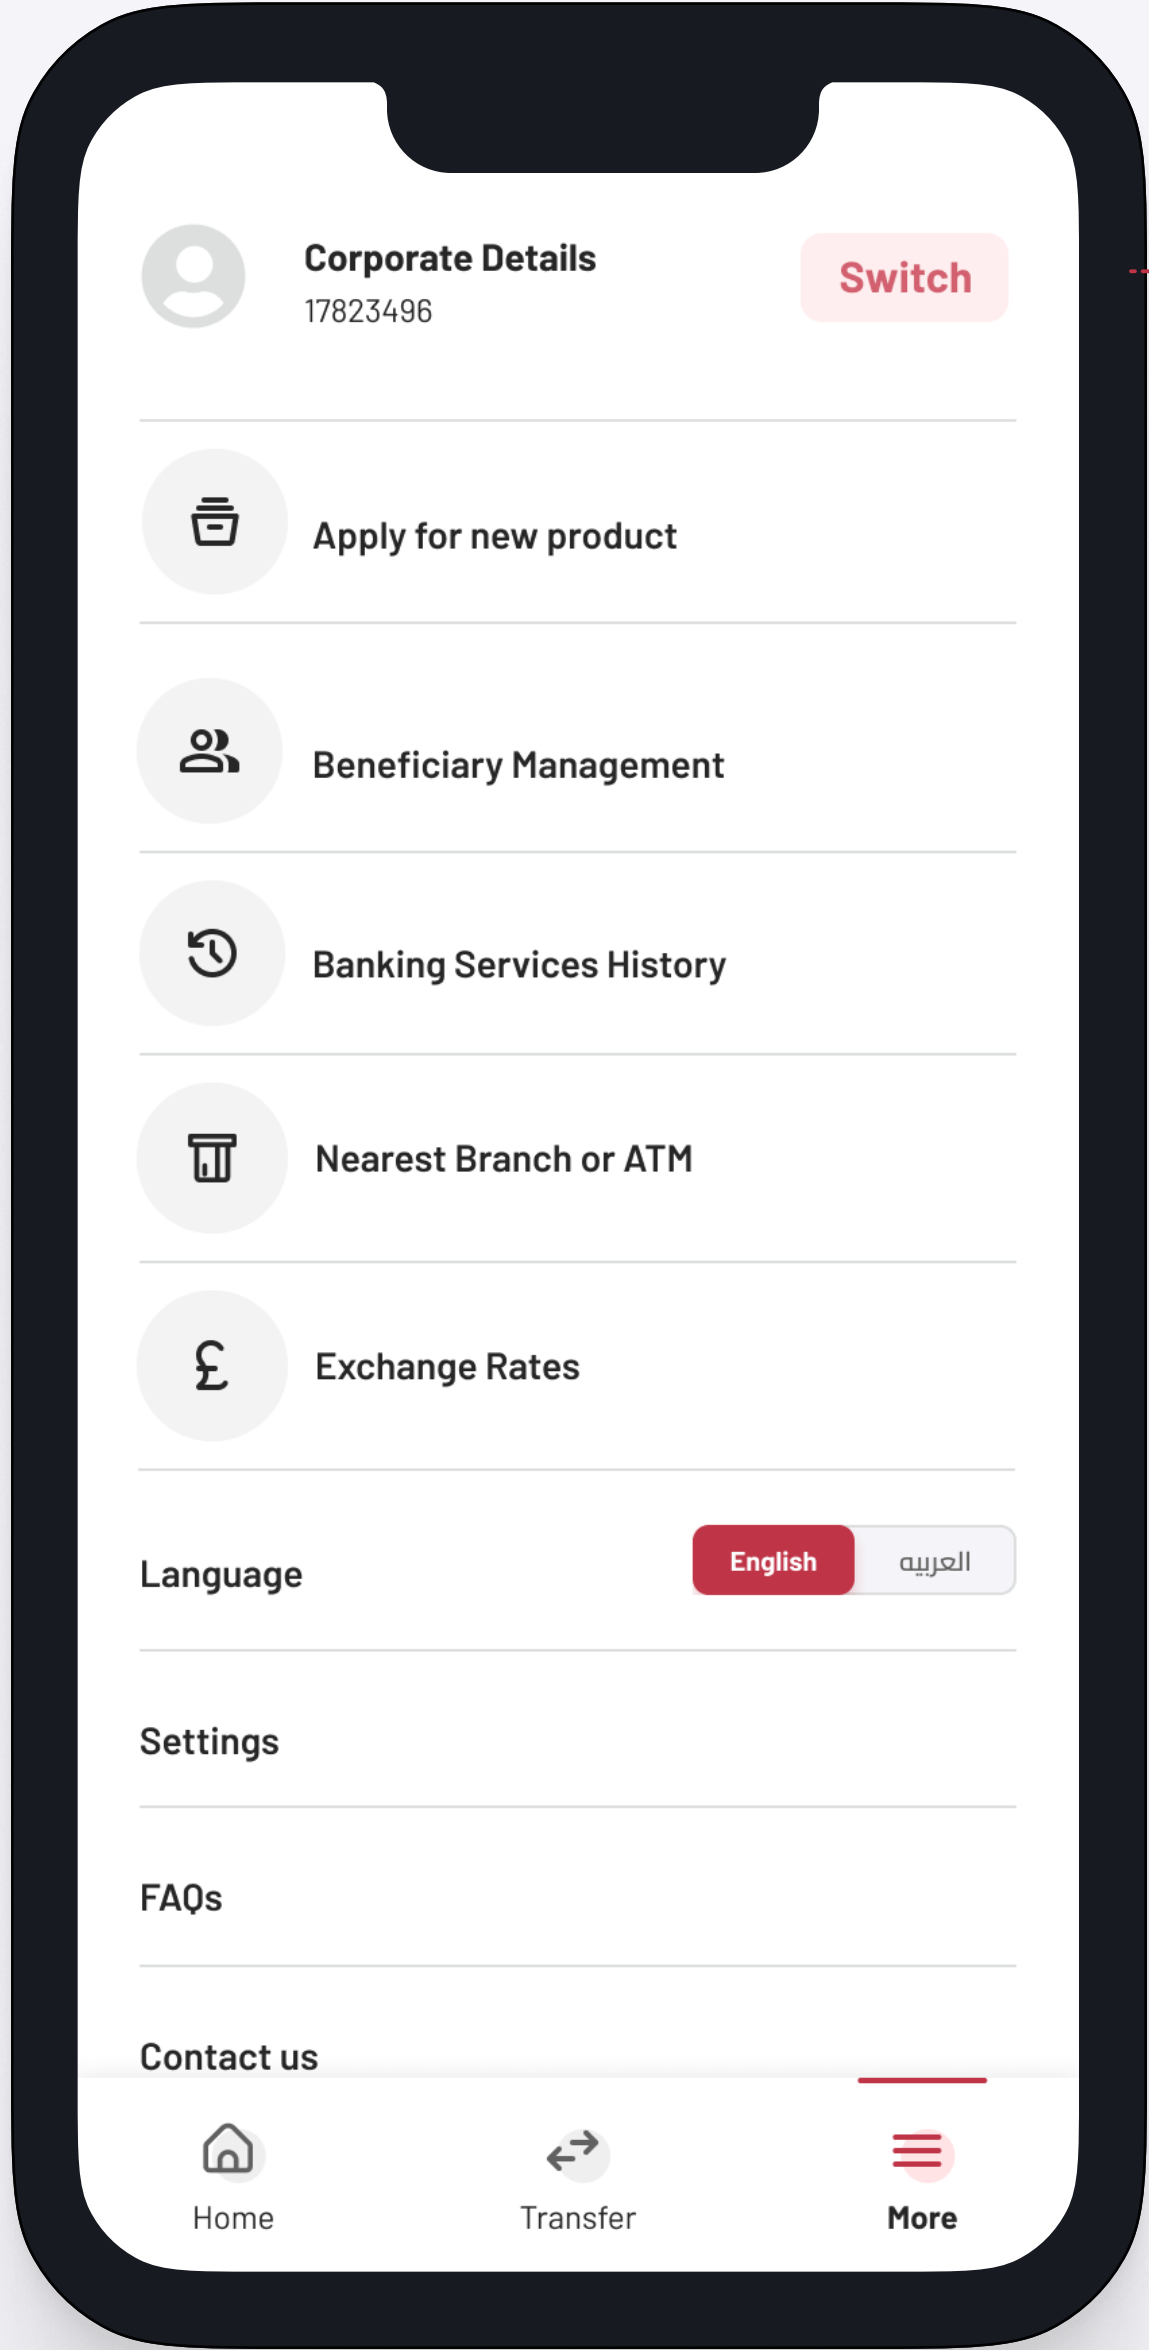 Corporate Details
17823496
Switch
Apply for new product
Beneficiary Management
Banking Services History
Nearest Branch or ATM
£
Exchange Rates
Language
English
العربيه
Settings
FAQs
Contact us
Home
Transfer
More